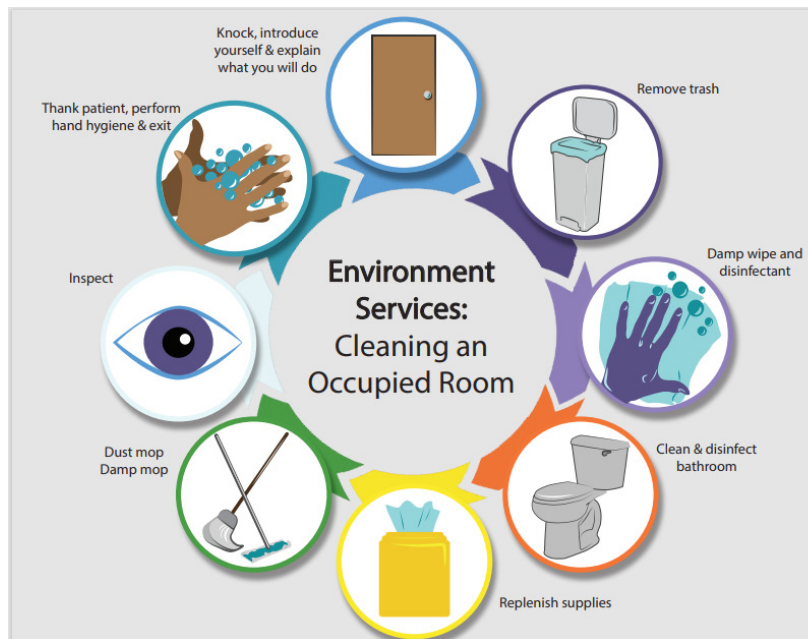 Knock, introduce
yourself & explain
what you will do
Remove trash
Damp wipe and
disinfectant
Clean & disinfect
bathroom
Replenish supplies
Dust mop
Damp mop
Inspect
Thank patient, perform
hand hygiene & exit
Environment
Services:
Cleaning an
Occupied Room